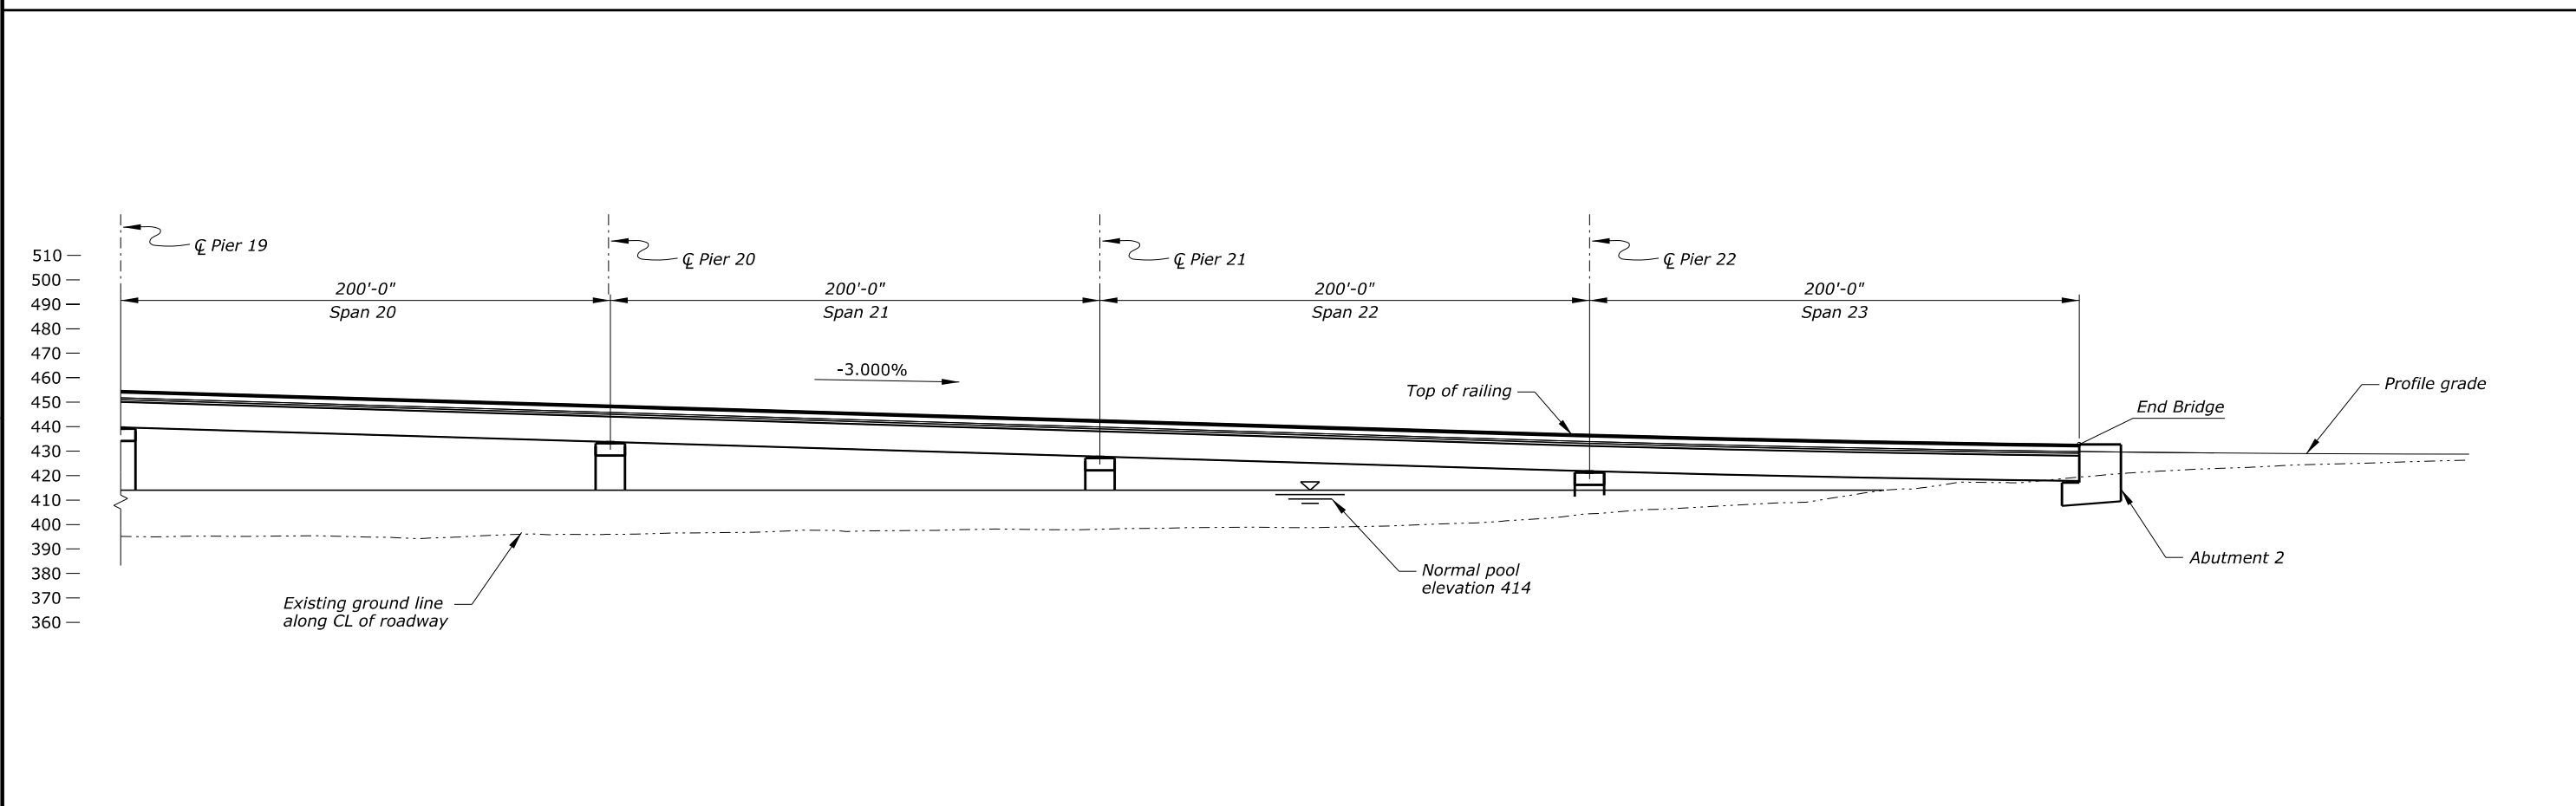 ℄ Pier 19
℄ Pier 20
℄ Pier 21
℄ Pier 22
510
500
490
480
470
460
450
440
430
420
410
400
390
380
370
360
200'-0"
Span 20
200'-0"
Span 21
200'-0"
Span 22
200'-0"
Span 23
-3.000%
Top of railing
Profile grade
End Bridge
Abutment 2
Normal pool
elevation 414
Existing ground line
along CL of roadway